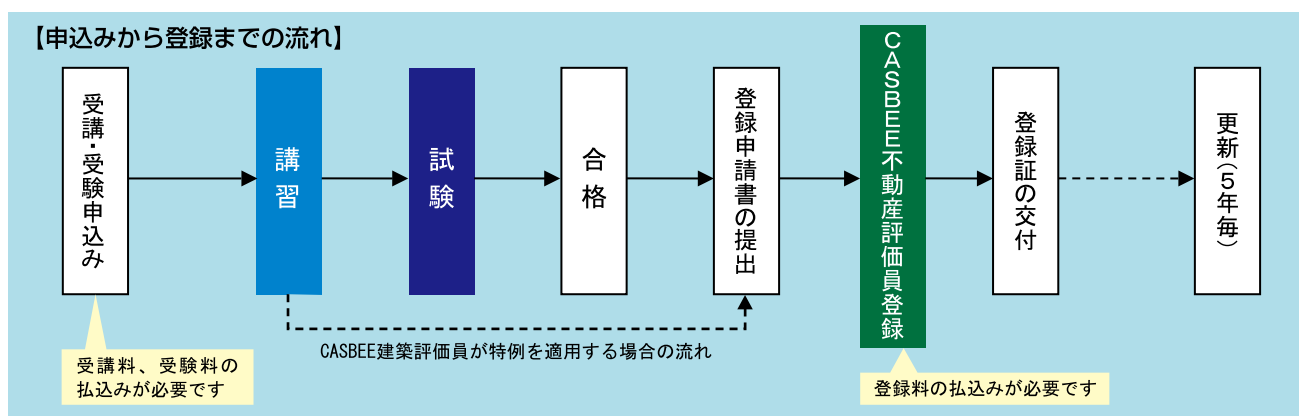 【申込みから登録までの流れ】
受講・受験申込み
講習
試験
合格
登録申請書の提出
CASBEE不動産評価員登録
登録証の交付
更新(5年毎)
CASBEE建築評価員が特例を適用する場合の流れ
受講料、受験料の
払込みが必要です
登録料の払込みが必要です